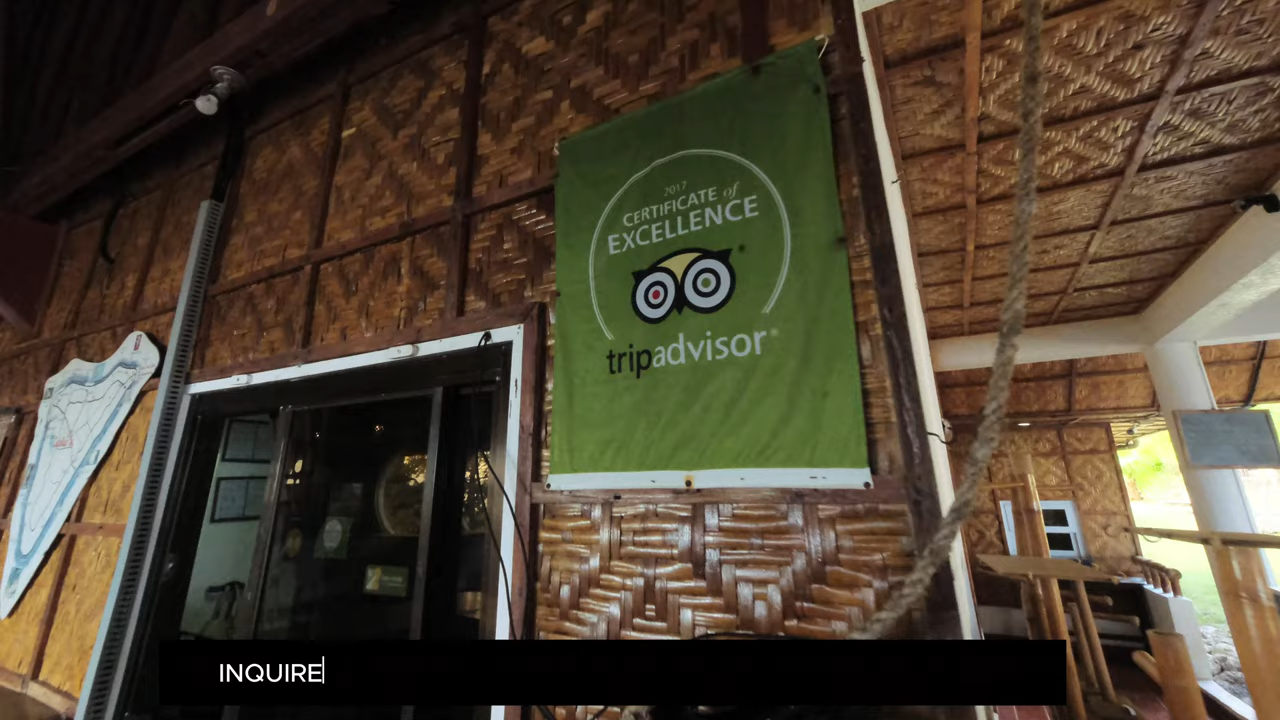 2017
CERTIFICATE of
EXCELLENCE
tripadvisor®
INQUIRE